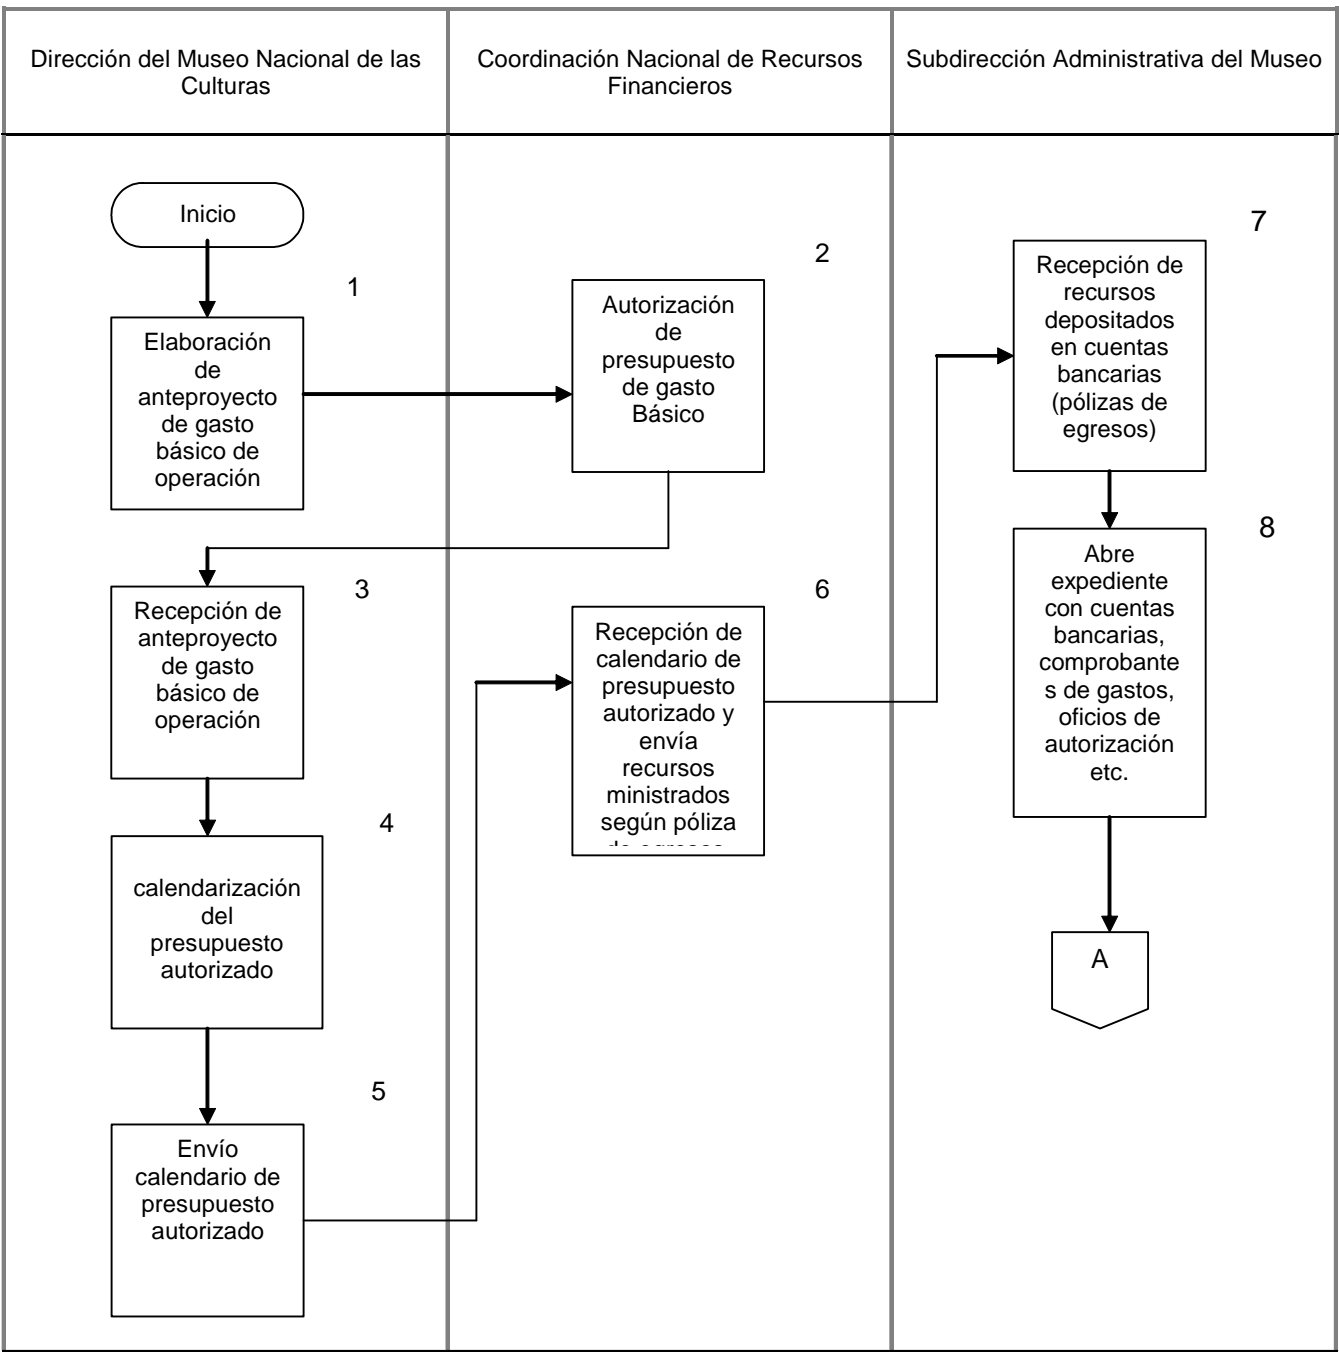 Dirección del Museo Nacional de las
Culturas
Coordinación Nacional de Recursos
Financieros
Subdirección Administrativa del Museo
Inicio
1
Elaboración
de
anteproyecto
de gasto
básico de
operación
2
Autorización
de
presupuesto
de gasto
Básico
3
Recepción de
anteproyecto
de gasto
básico de
operación
4
calendarización
del
presupuesto
autorizado
5
Envío
calendario de
presupuesto
autorizado
6
Recepción de
calendario de
presupuesto
autorizado y
envía
recursos
ministrados
según póliza
de egresos
7
Recepción de
recursos
depositados
en cuentas
bancarias
(pólizas de
egresos)
8
Abre
expediente
con cuentas
bancarias,
comprobante
s de gastos,
oficios de
autorización
etc.
A